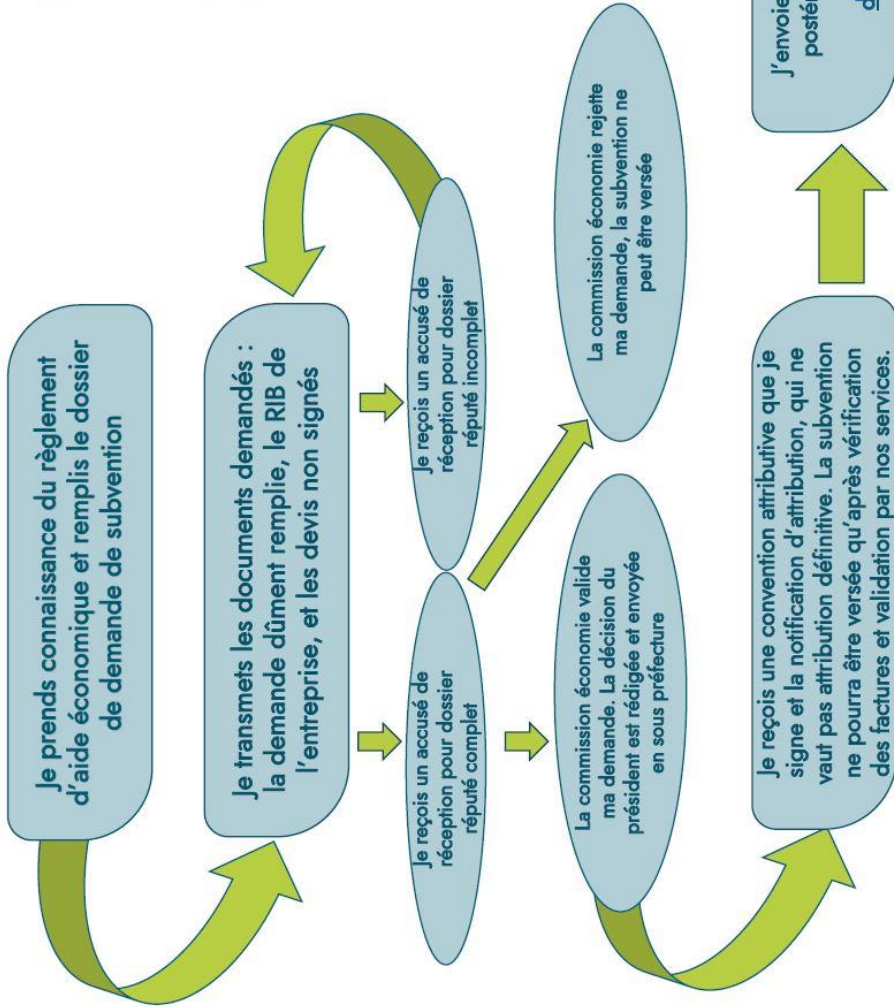 Je prends connaissance du règlement
d'aide économique et remplis le dossier
de demande de subvention
Je transmets les documents demandés :
la demande dûment remplie, le RIB de
l'entreprise, et les devis non signés
Je reçois un accusé de
réception pour dossier
réputé complet
Je reçois un accusé de
réception pour dossier
réputé incomplet
La commission économie valide
ma demande. La décision du
président est rédigée et envoyée
en sous préfecture
La commission économie rejette
ma demande, la subvention ne
peut être versée
Je reçois une convention attributive que je
signe et la notification d'attribution, qui ne
vaut pas attribution définitive. La subvention
ne pourra être versée qu'après vérification
des factures et validation par nos services.
J'envoie